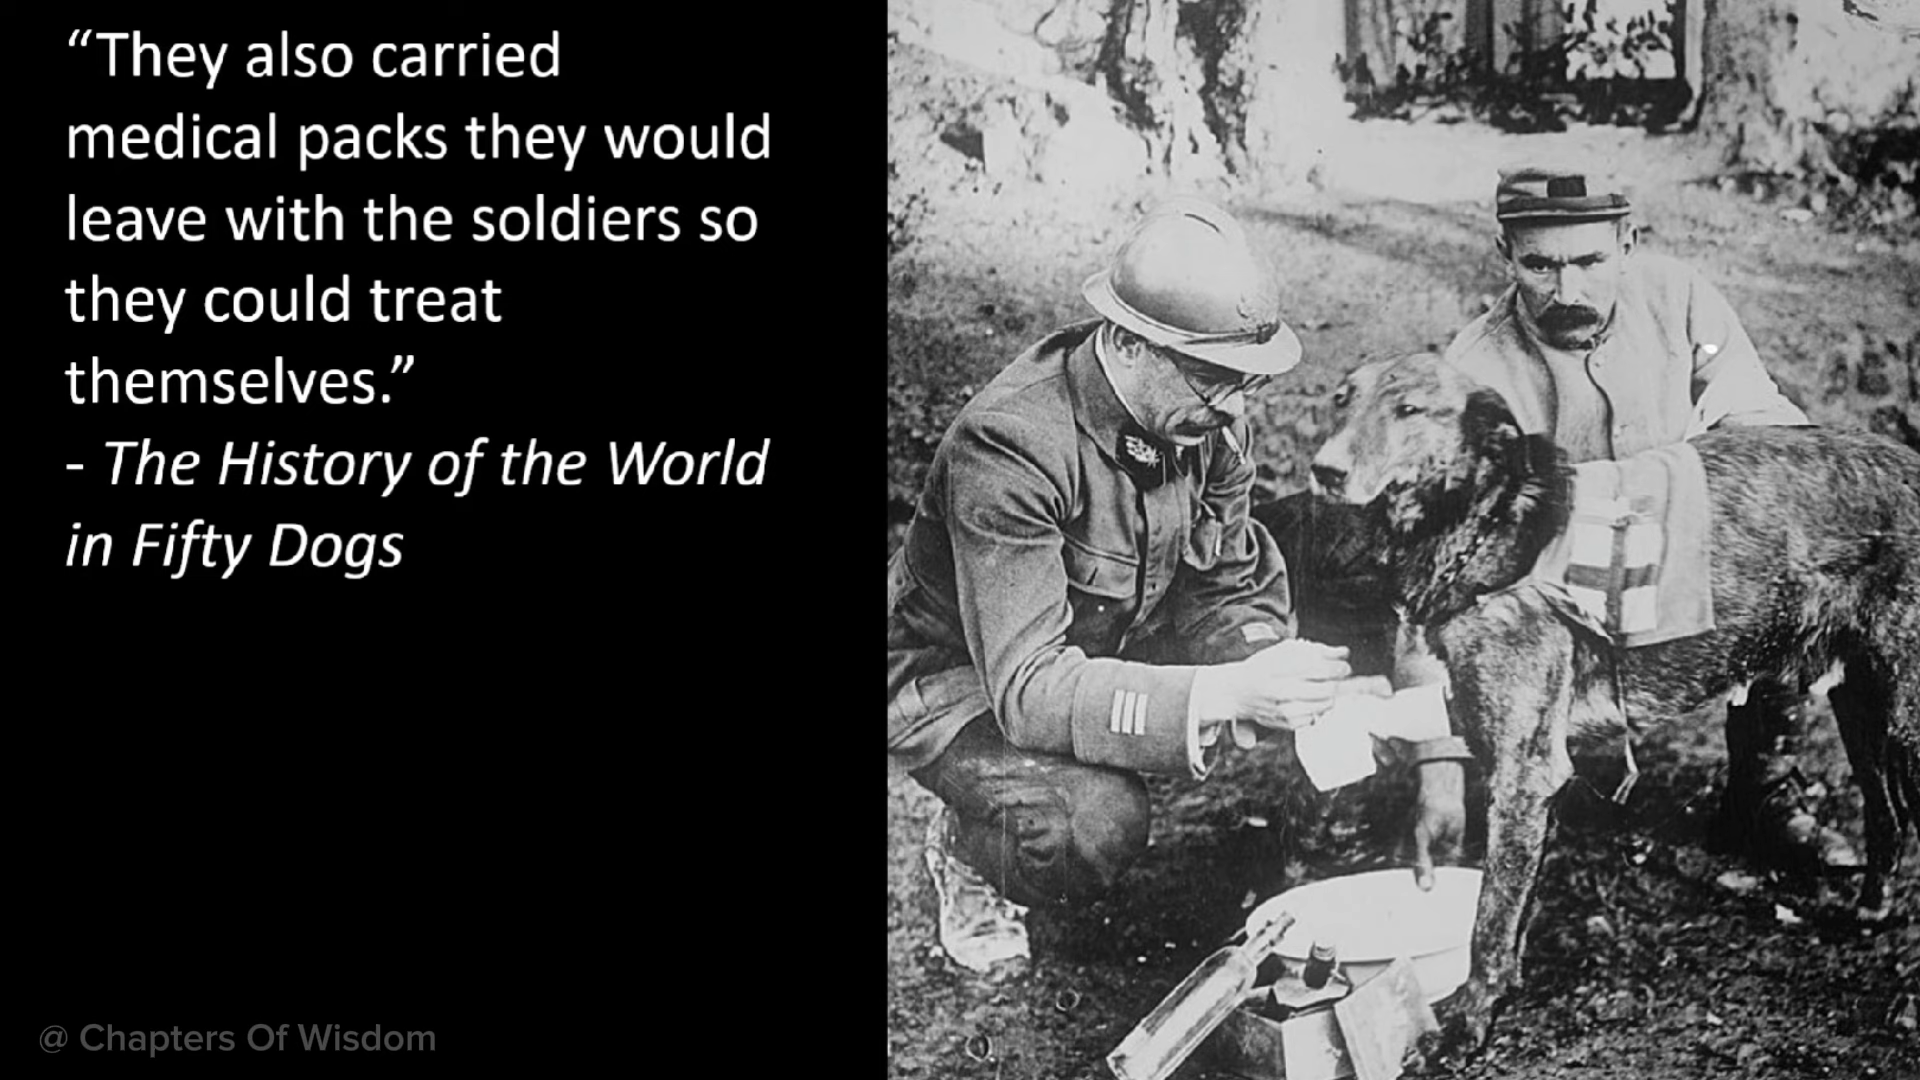 “They also carried
medical packs they would
leave with the soldiers so
they could treat
themselves.”
- The History of the World
in Fifty Dogs
@ Chapters Of Wisdom